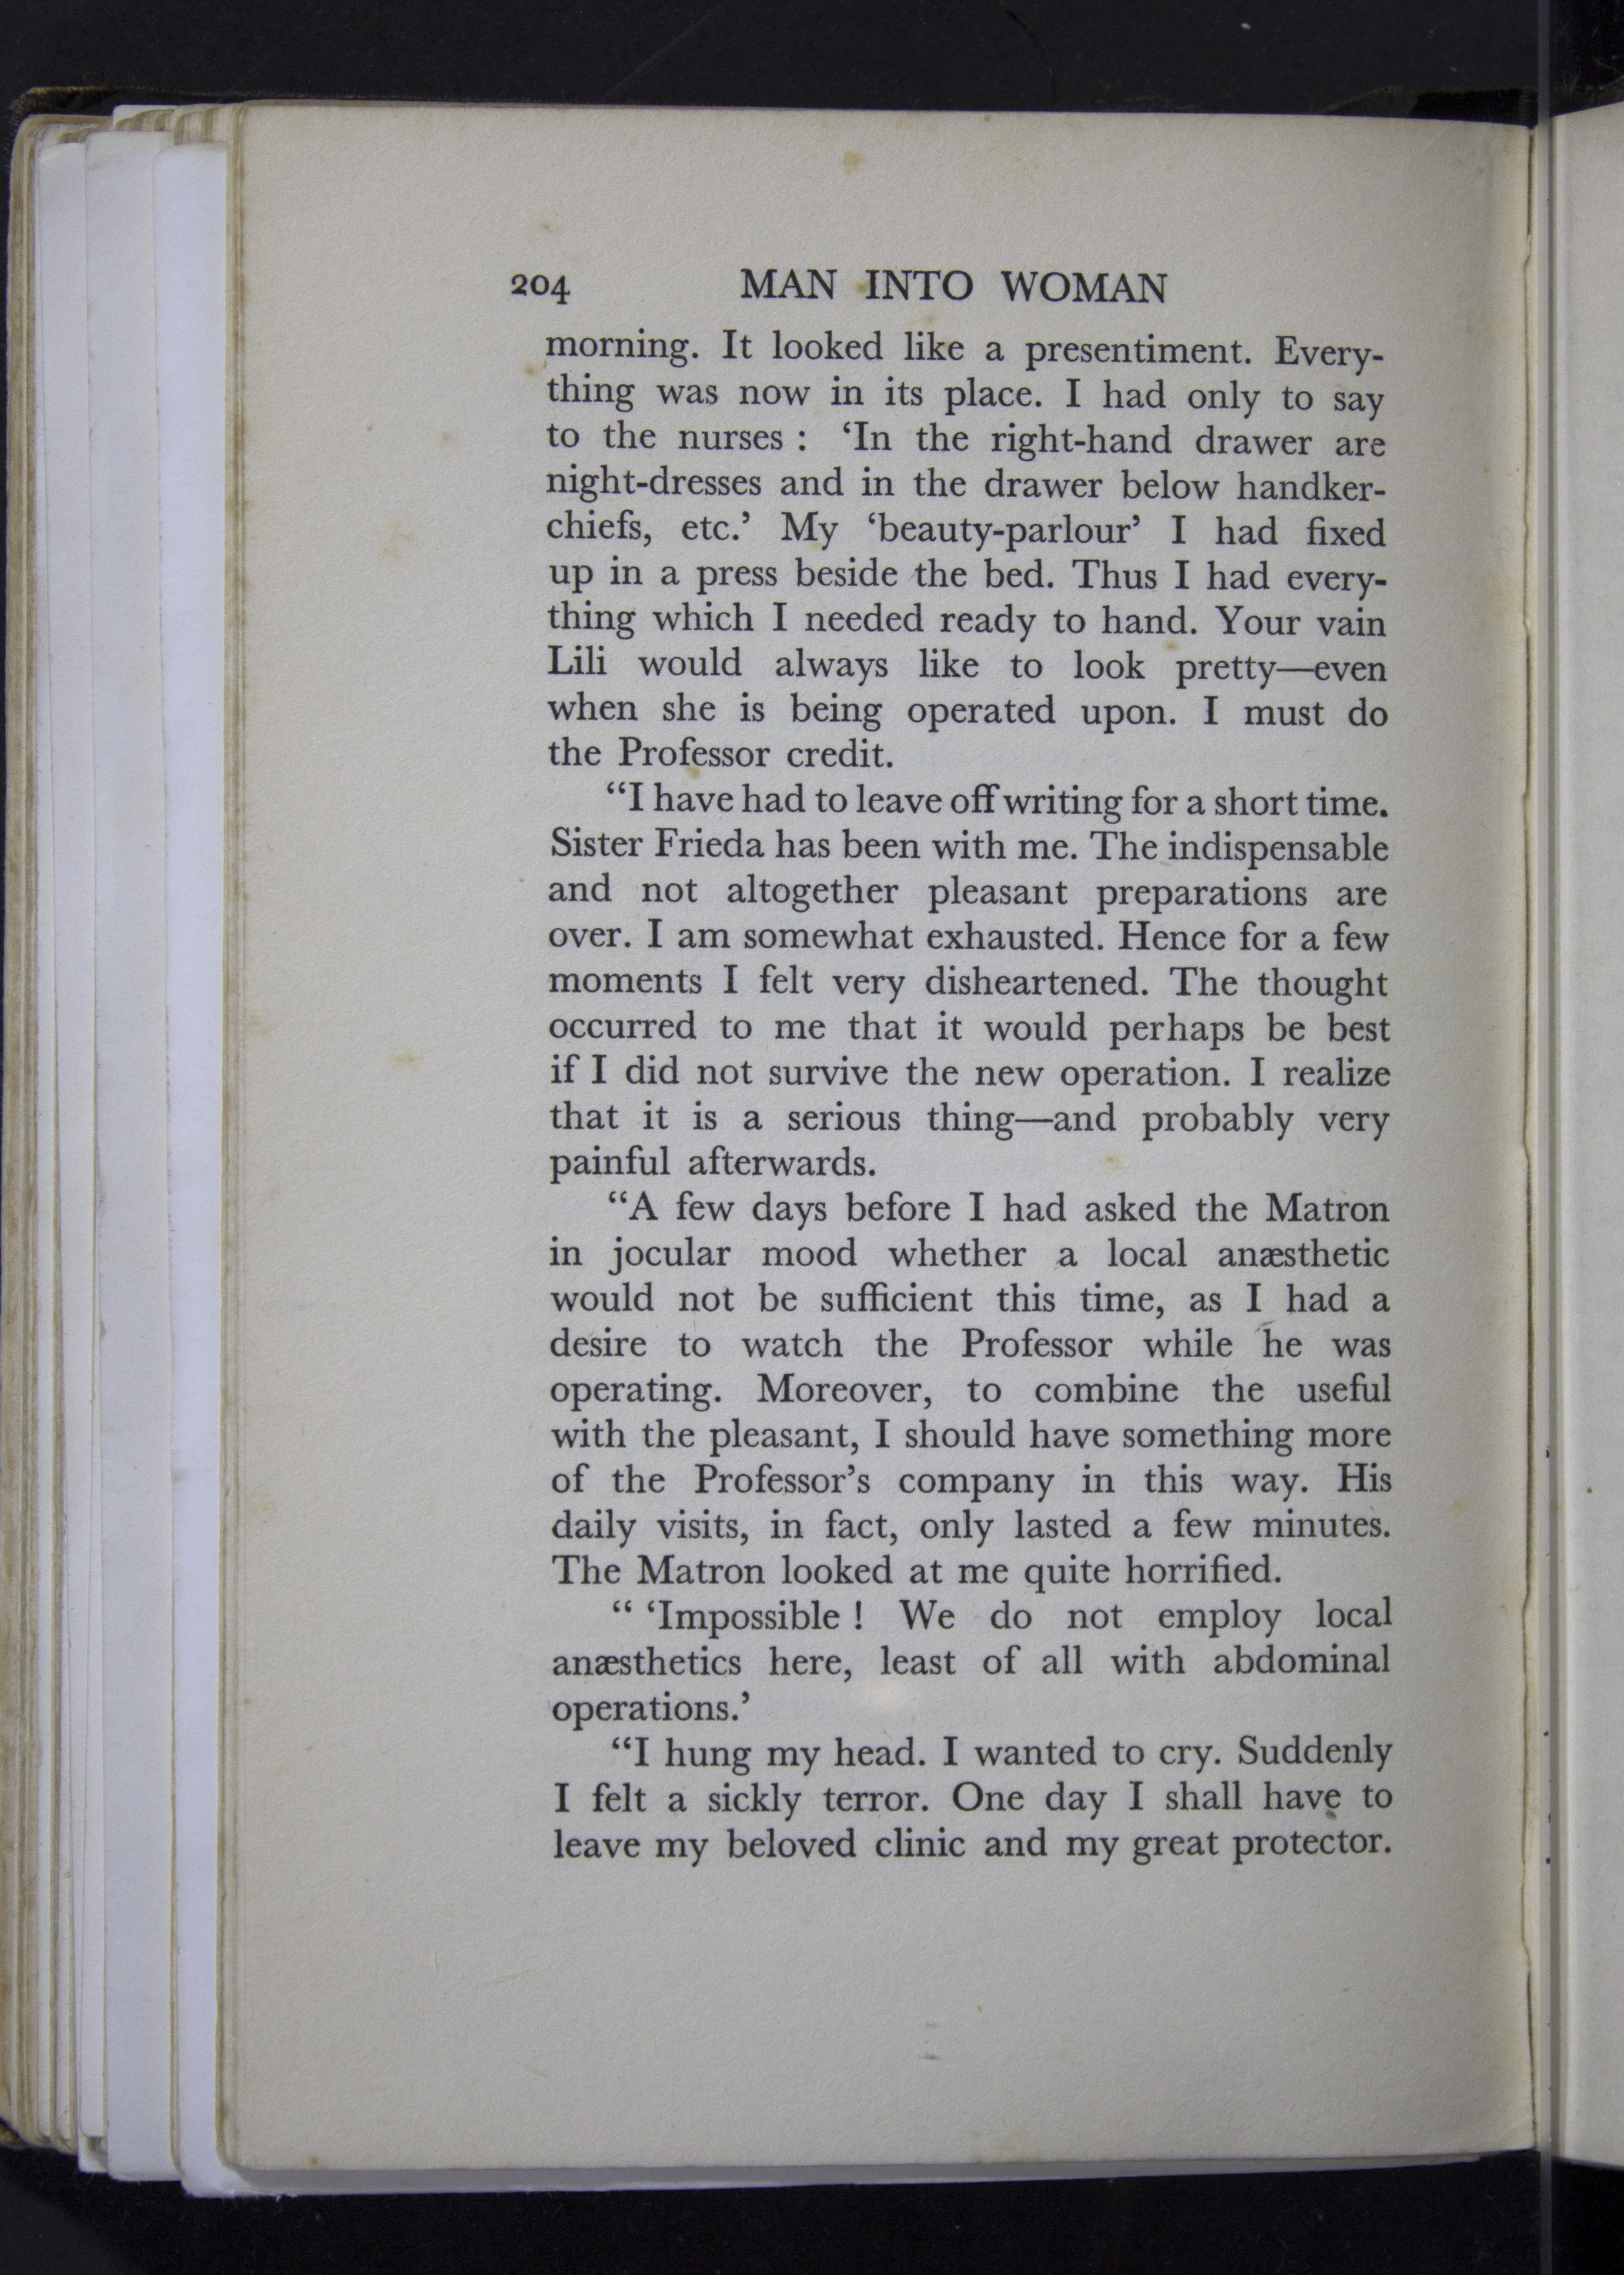 204 MAN INTO WOMAN
morning. It looked like a presentiment. Every-
thing was now in its place. I had only to say
to the nurses : ‘In the right-hand drawer are
night-dresses and in the drawer below handker-
chiefs, etc.’ My ‘beauty-parlour’ I had fixed
up in a press beside the bed. Thus I had every-
thing which I needed ready to hand. Your vain
Lili would always like to look pretty—even
when she is being operated upon. I must do
the Professor credit.
“I have had to leave off writing for a short time.
Sister Frieda has been with me. The indispensable
and not altogether pleasant preparations are
over. I am somewhat exhausted. Hence for a few
moments I felt very disheartened. The thought
occurred to me that it would perhaps be best
if I did not survive the new operation. I realize
that it is a serious thing—and probably very
painful afterwards.
“A few days before I had asked the Matron
in jocular mood whether a local anæsthetic
would not be sufficient this time, as I had a
desire to watch the Professor while he was
operating. Moreover, to combine the useful
with the pleasant, I should have something more
of the Professor’s company in this way. His
daily visits, in fact, only lasted a few minutes.
The Matron looked at me quite horrified.
“ ‘Impossible ! We do not employ local
anæsthetics here, least of all with abdominal
operations.’
“I hung my head. I wanted to cry. Suddenly
I felt a sickly terror. One day I shall have to
leave my beloved clinic and my great protector.